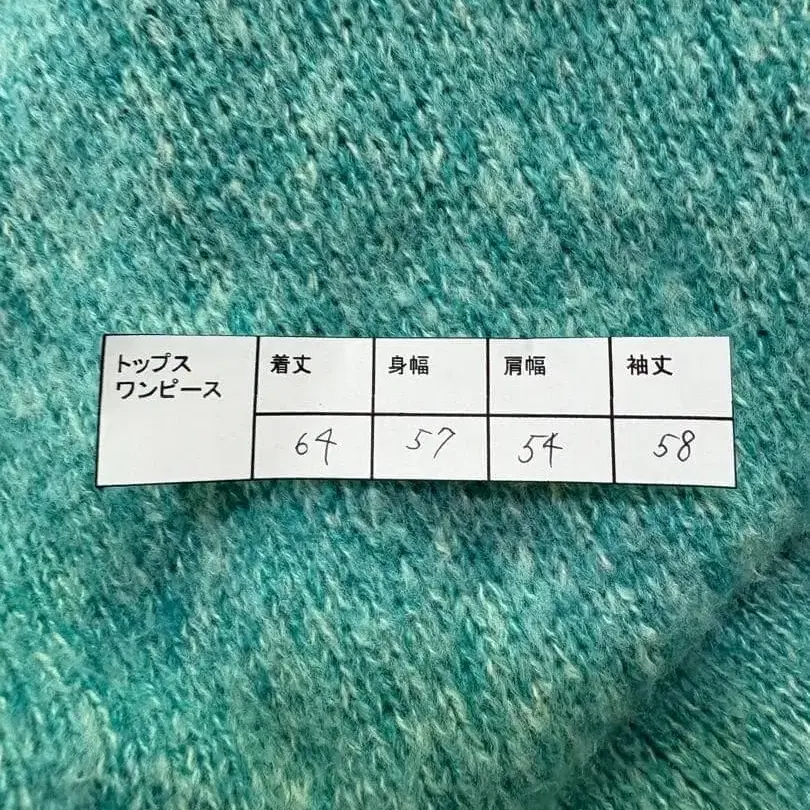 トップス
ワンピース
着丈 身幅 肩幅 袖丈
64 57 54 58